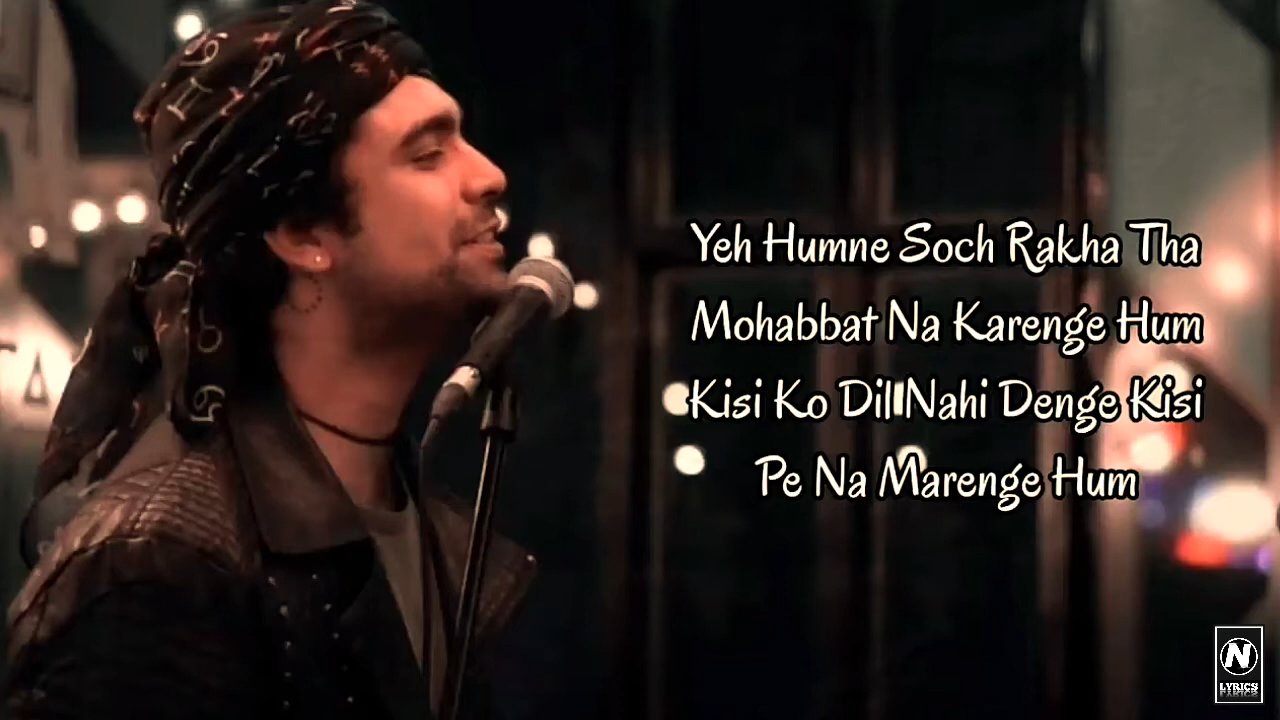 Yeh Humne Soch Rakha Tha
Mohabbat Na Karenge Hum
Kisi Ko Dil Nahi Denge Kisi
Pe Na Marenge Hum
N
LYRICS